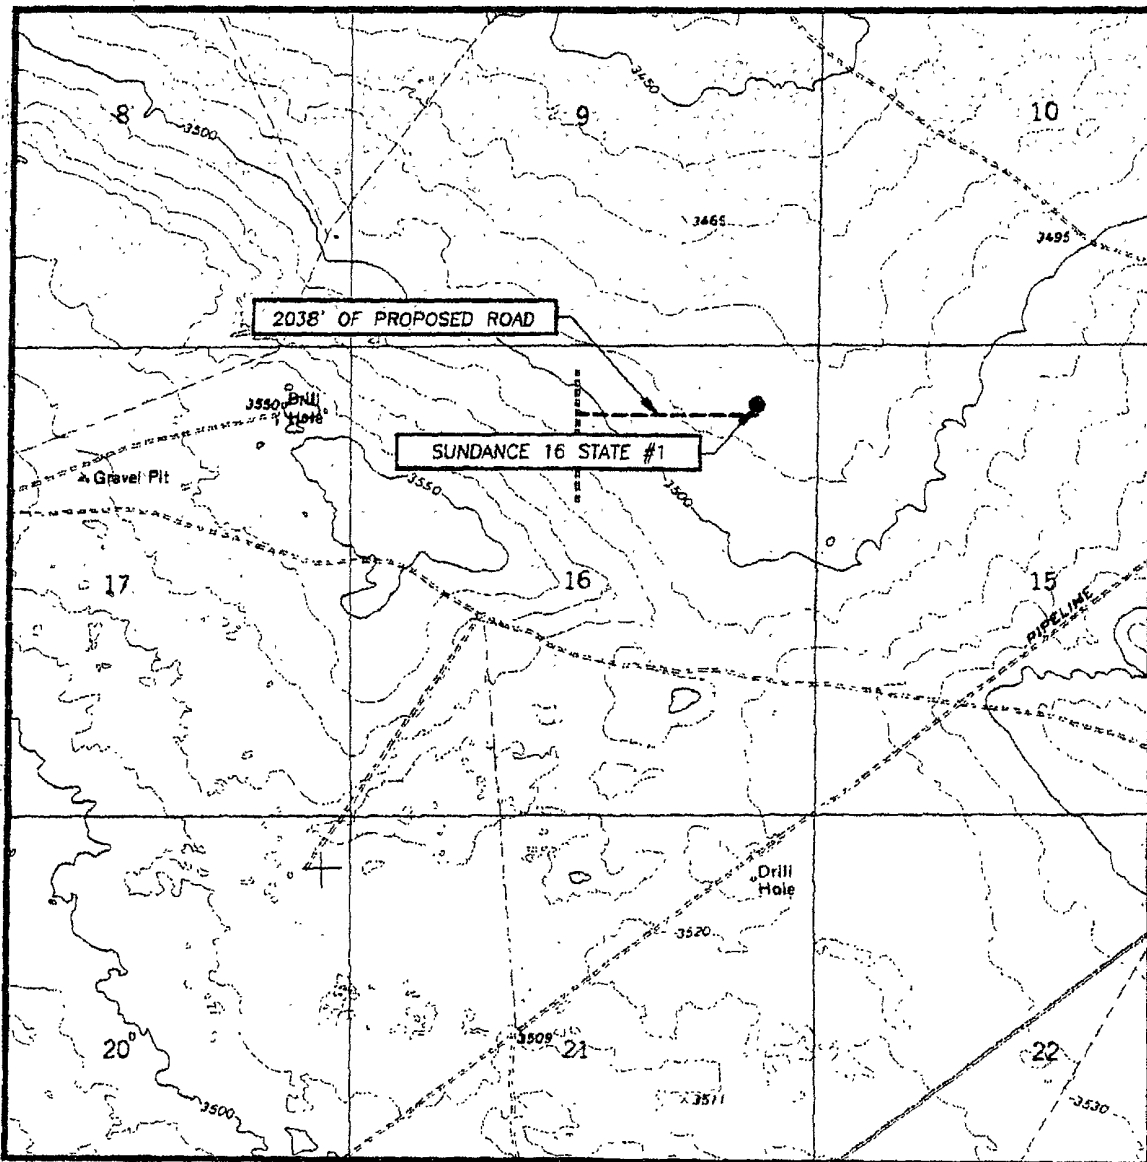 8
9
10
3450
3500
3465
3495
2038' OF PROPOSED ROAD
3550
Drill
Hole
SUNDANCE 16 STATE #1
Gravel Pit
3550
3500
17
16
15
PIPELINE
Drill
Hole
3520
3509
20
21
22
3500
3511
3530